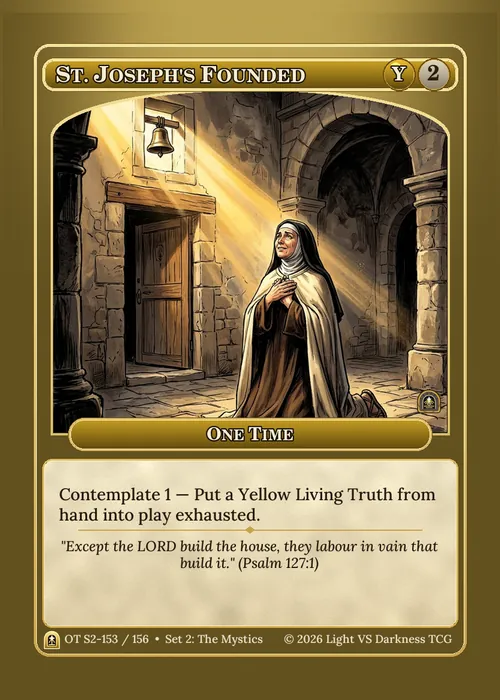 St. Joseph's Founded
Y 2
One Time
Contemplate 1 — Put a Yellow Living Truth from
hand into play exhausted.
"Except the LORD build the house, they labour in vain that
build it." (Psalm 127:1)
OT S2-153 / 156 • Set 2: The Mystics © 2026 Light VS Darkness TCG